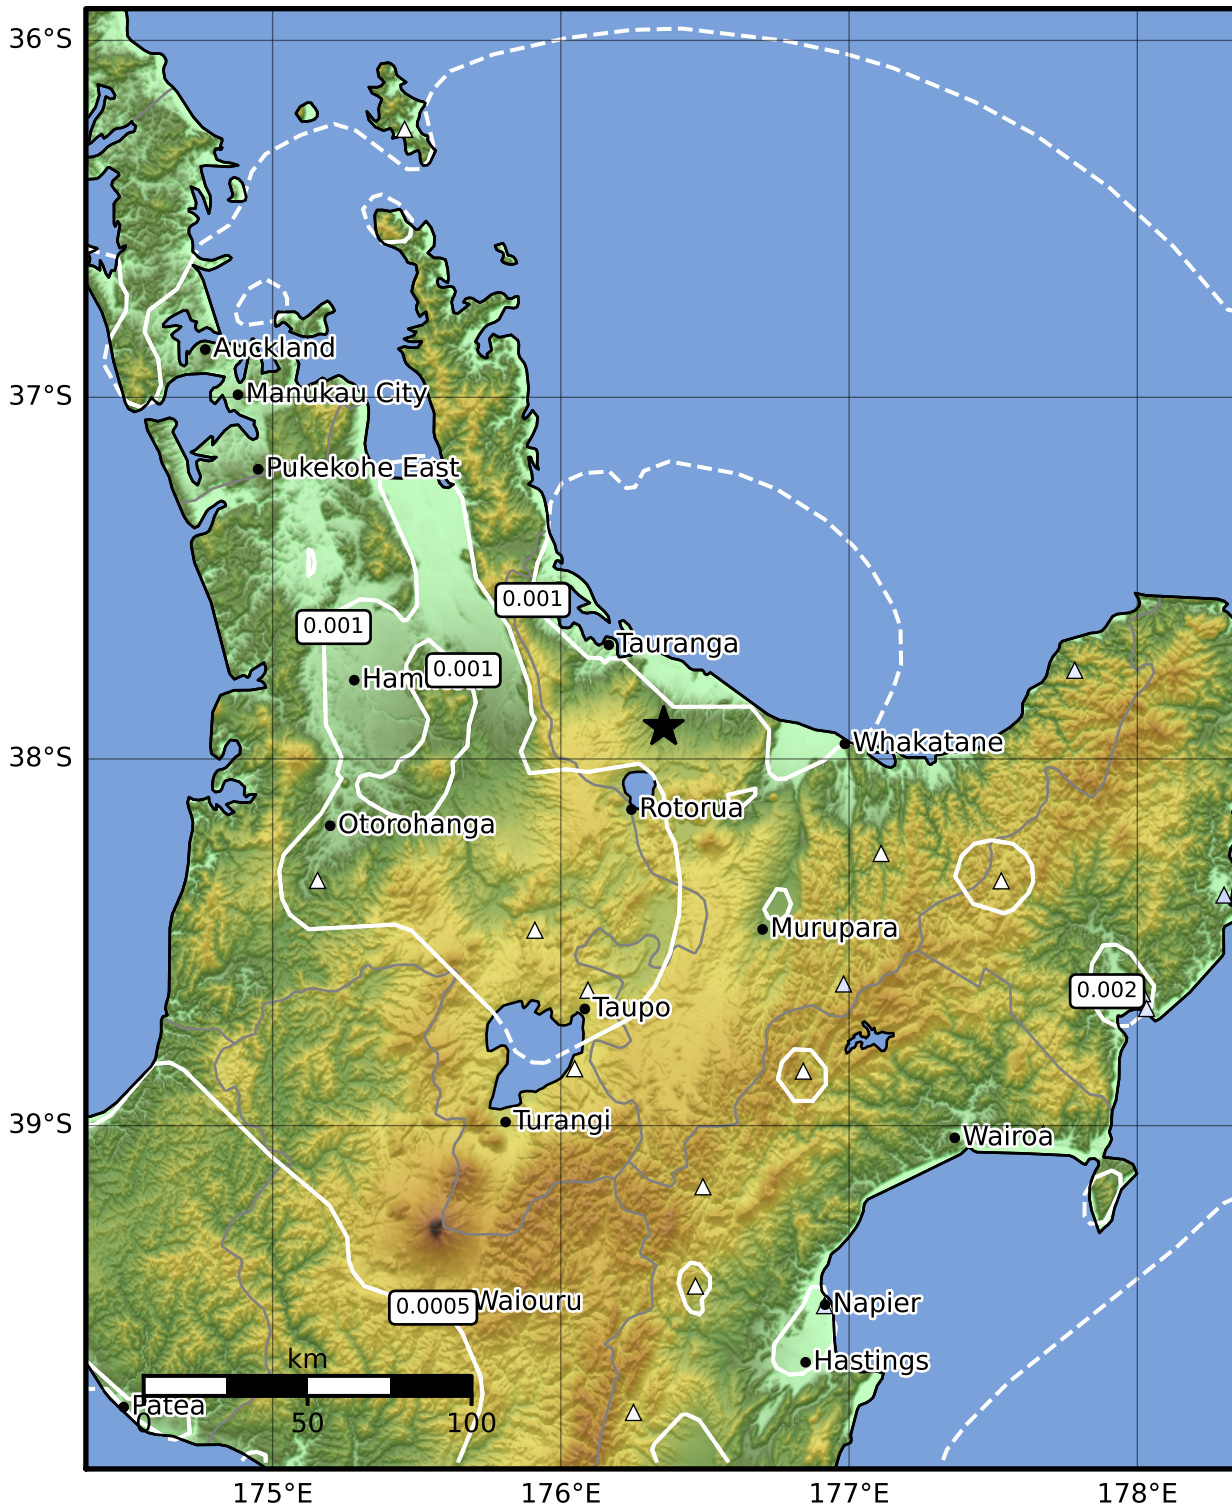 36°S
Auckland
37°S
Manukau City
Pukekohe East
0.001
0.001
Tauranga
0.001
Ham
38°S
Whakatane
Rotorua
Otorohanga
Murupara
0.002
Taupo
39°S
Turangi
Wairoa
0.0005
Waiouru
Napier
km
Hastings
Patea
0
50
100
175°E
176°E
177°E
178°E